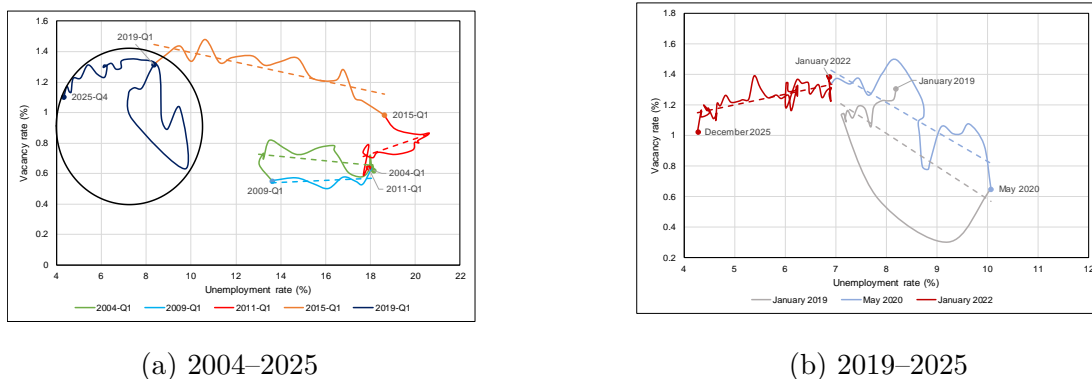 1.6
1.4
1.2
1
0.8
0.6
0.4
0.2
0
Vacancy rate (%)
2019-Q1
2025-Q4
2015-Q1
2009-Q1
2004-Q1
2011-Q1
4 6 8 10 12 14 16 18 20 22
Unemployment rate (%)
2004-Q1 2009-Q1 2011-Q1 2015-Q1 2019-Q1
(a) 2004–2025
1.8
1.6
1.4
1.2
1
0.8
0.6
0.4
0.2
Vacancy rate (%)
January 2022
January 2019
December 2025
May 2020
4 5 6 7 8 9 10 11 12
Unemployment rate (%)
January 2019 May 2020 January 2022
(b) 2019–2025